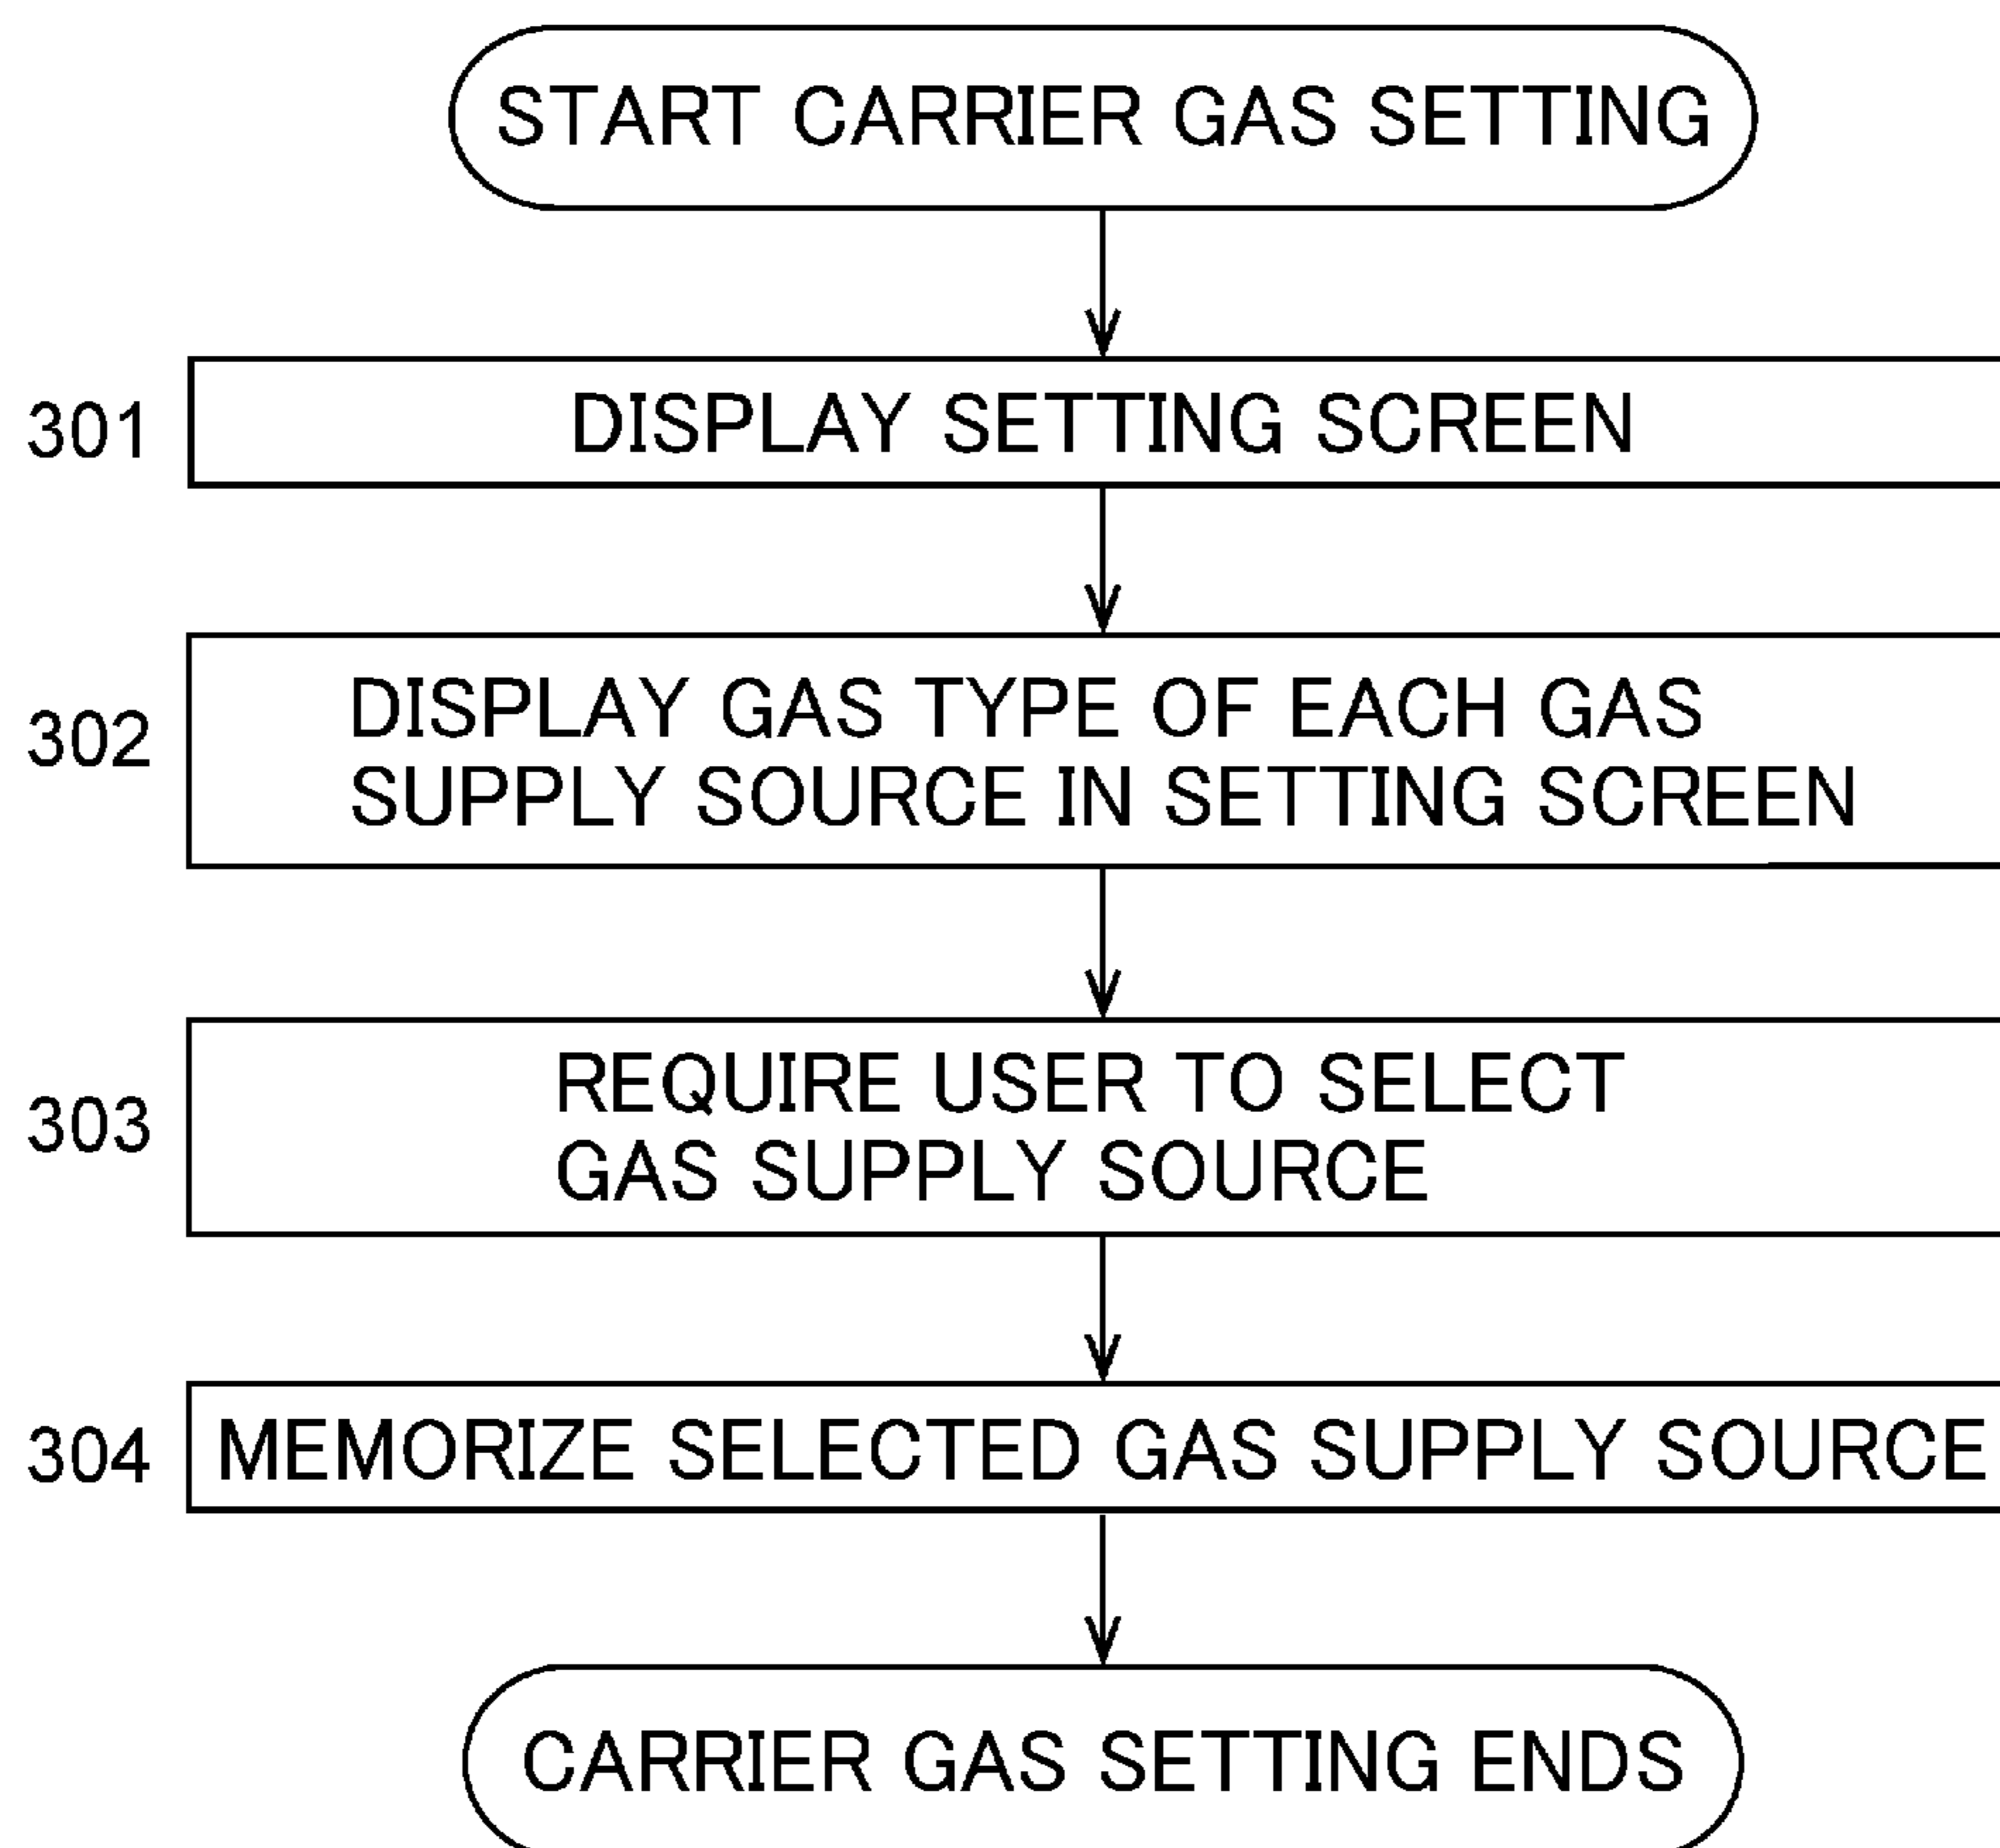 START CARRIER GAS SETTING
301
DISPLAY SETTING SCREEN
302
DISPLAY GAS TYPE OF EACH GAS
SUPPLY SOURCE IN SETTING SCREEN
303
REQUIRE USER TO SELECT
GAS SUPPLY SOURCE
304
MEMORIZE SELECTED GAS SUPPLY SOURCE
CARRIER GAS SETTING ENDS